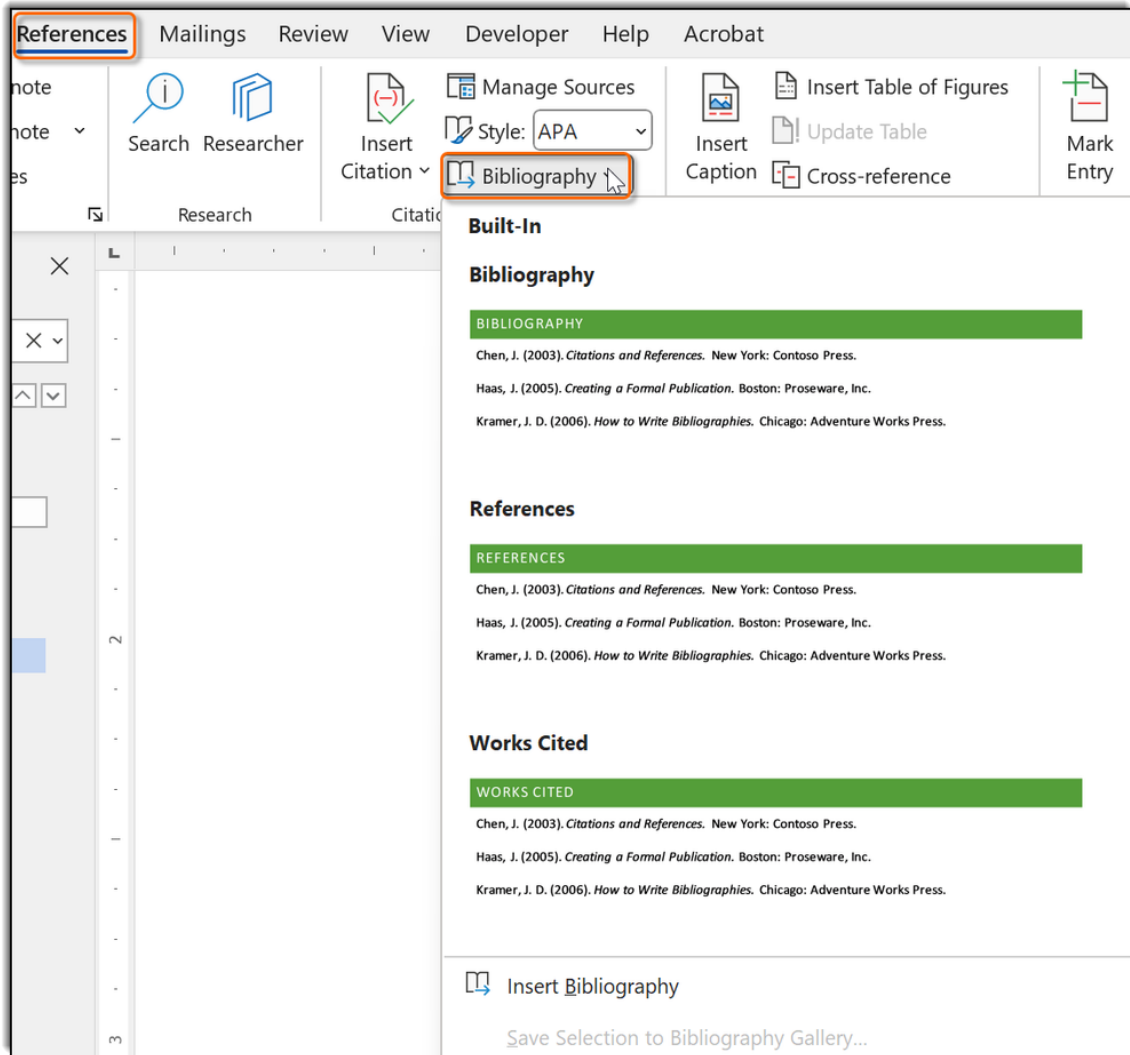 References Mailings Review View Developer Help Acrobat
note
note
es
Search Researcher
Research
Insert
Citation
Manage Sources
Style: APA
Bibliography
Citatio
Insert
Caption
Insert Table of Figures
Update Table
Cross-reference
Mark
Entry
Built-In
Bibliography
BIBLIOGRAPHY
Chen, J. (2003). Citations and References. New York: Contoso Press.
Haas, J. (2005). Creating a Formal Publication. Boston: Proseware, Inc.
Kramer, J. D. (2006). How to Write Bibliographies. Chicago: Adventure Works Press.
References
REFERENCES
Chen, J. (2003). Citations and References. New York: Contoso Press.
Haas, J. (2005). Creating a Formal Publication. Boston: Proseware, Inc.
Kramer, J. D. (2006). How to Write Bibliographies. Chicago: Adventure Works Press.
2
Works Cited
WORKS CITED
Chen, J. (2003). Citations and References. New York: Contoso Press.
Haas, J. (2005). Creating a Formal Publication. Boston: Proseware, Inc.
Kramer, J. D. (2006). How to Write Bibliographies. Chicago: Adventure Works Press.
Insert Bibliography
Save Selection to Bibliography Gallery...
3